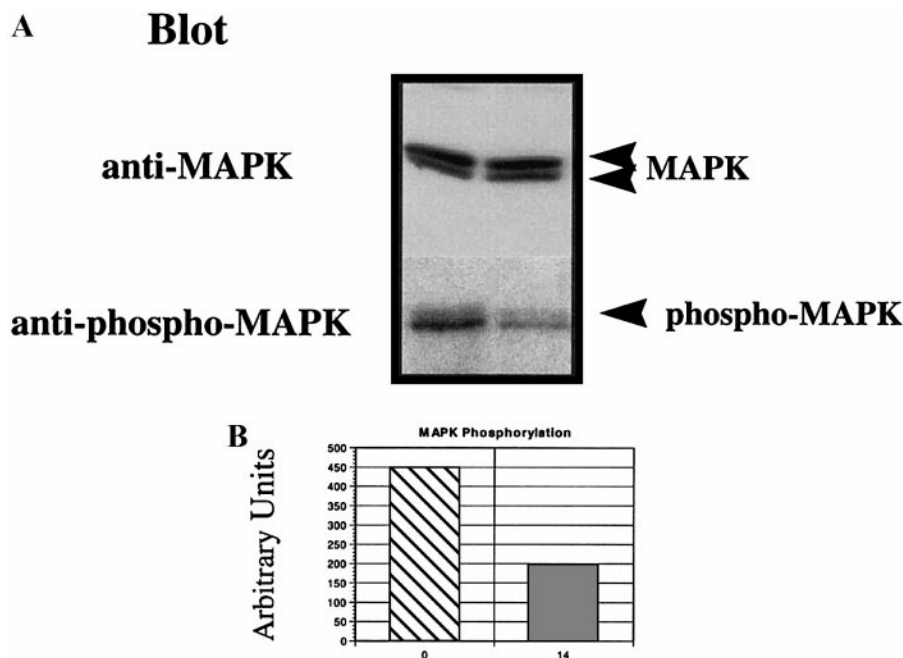 A
Blot
anti-MAPK
MAPK
anti-phospho-MAPK
phospho-MAPK
B
MAPK Phosphorylation
Arbitrary Units
500
450
400
350
300
250
200
150
100
50
0
0
14